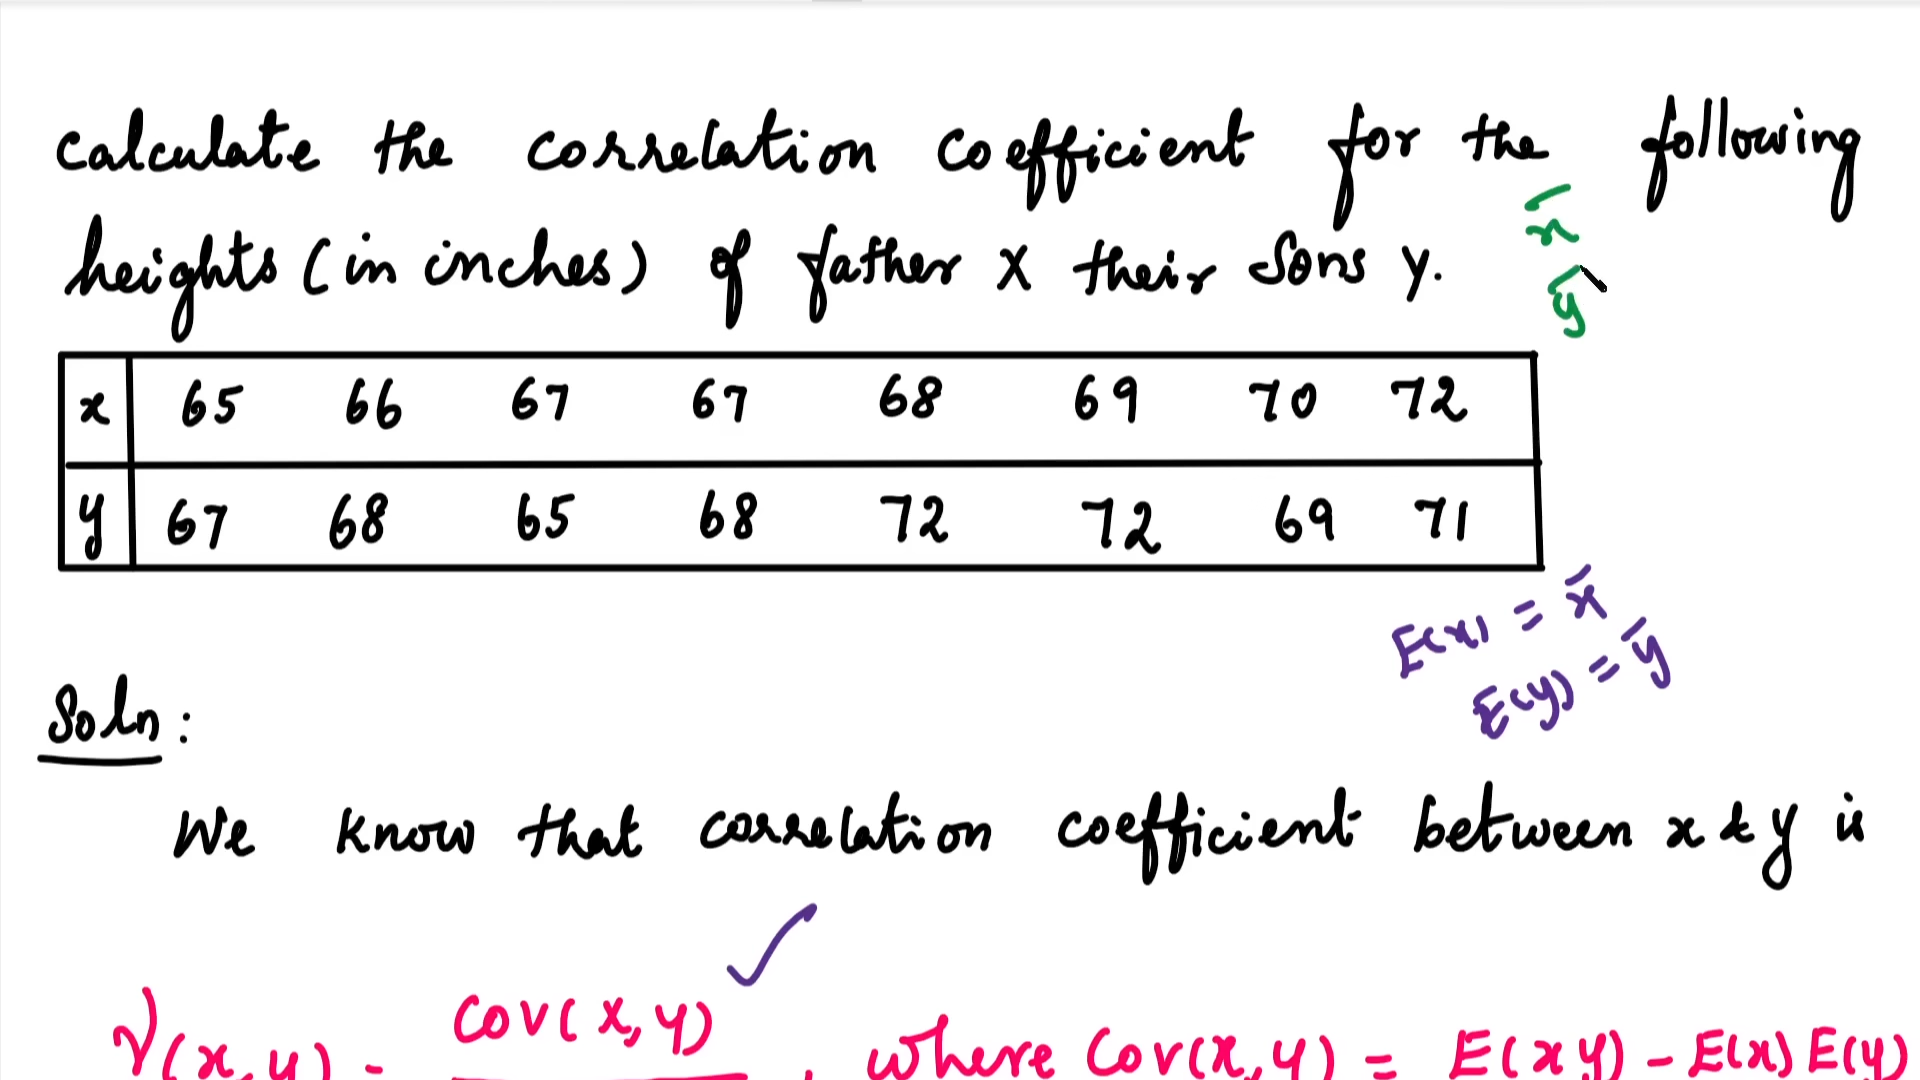 calculate the correlation coefficient for the following
heights (in inches) of father X their Sons y.
x̄
ȳ
x 65 66 67 67 68 69 70 72
y 67 68 65 68 72 72 69 71
E(x) = x̄
E(y) = ȳ
Soln:
We know that correlation coefficient between x & y is
Cov(x,y)
γ(x,y) = , where Cov(x,y) = E(xy) - E(x) E(y)